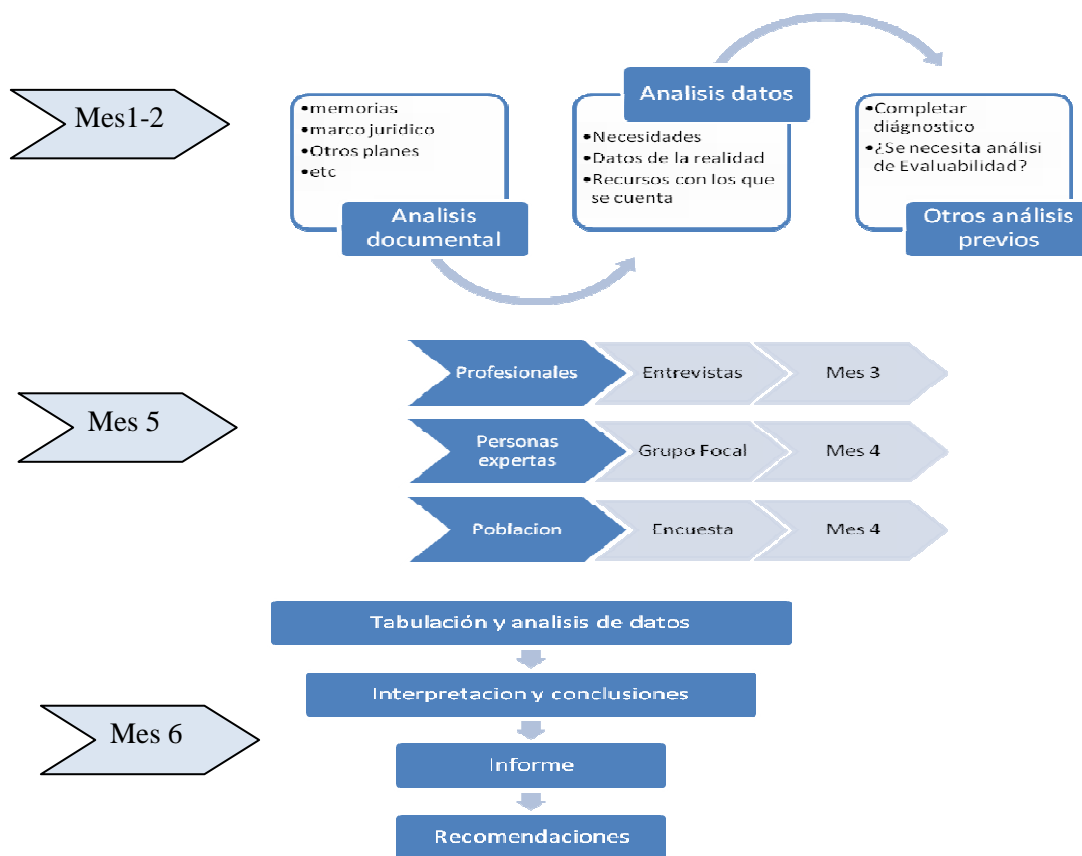 Mes1-2
•memorias
•marco juridico
•Otros planes
•etc
Analisis
documental
Analisis datos
•Necesidades
•Datos de la realidad
•Recursos con los que
se cuenta
•Completar
diágnostico
•¿Se necesita análisi
de Evaluabilidad?
Otros análisis
previos
Mes 5
Profesionales
Entrevistas
Mes 3
Personas
expertas
Grupo Focal
Mes 4
Poblacion
Encuesta
Mes 4
Mes 6
Tabulación y analisis de datos
Interpretacion y conclusiones
Informe
Recomendaciones